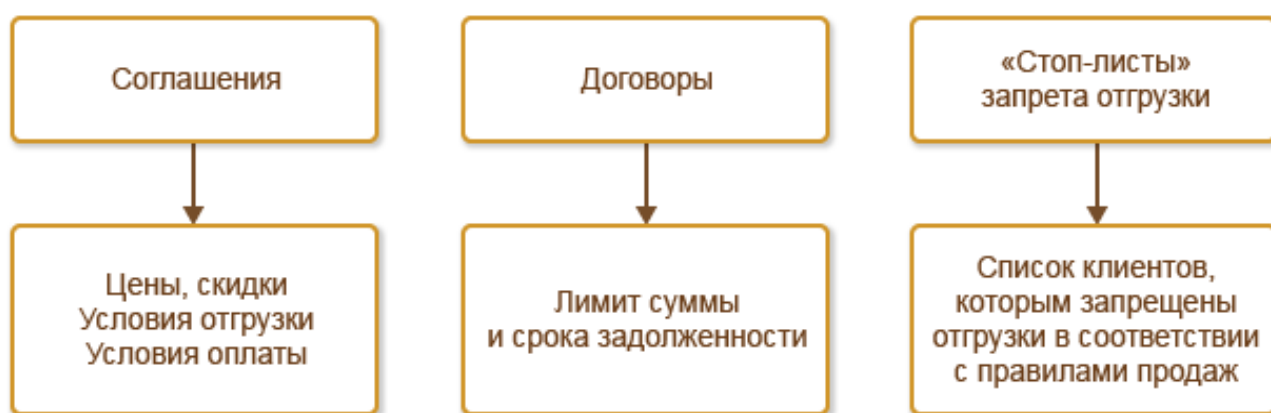 Соглашения
Договоры
«Стоп-листы»
запрета отгрузки
Цены, скидки
Условия отгрузки
Условия оплаты
Лимит суммы
и срока задолженности
Список клиентов,
которым запрещены
отгрузки в соответствии
с правилами продаж